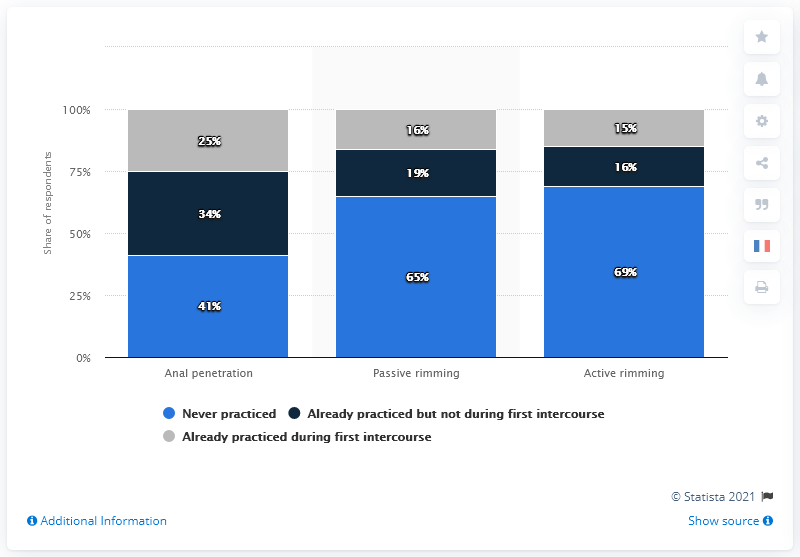 100%
75%
50%
25%
0%
Share of respondents
25%
16%
15%
34%
19%
16%
41%
65%
69%
Anal penetration
Passive rimming
Active rimming
Never practiced
Already practiced but not during first intercourse
Already practiced during first intercourse
© Statista 2021
Additional Information
Show source